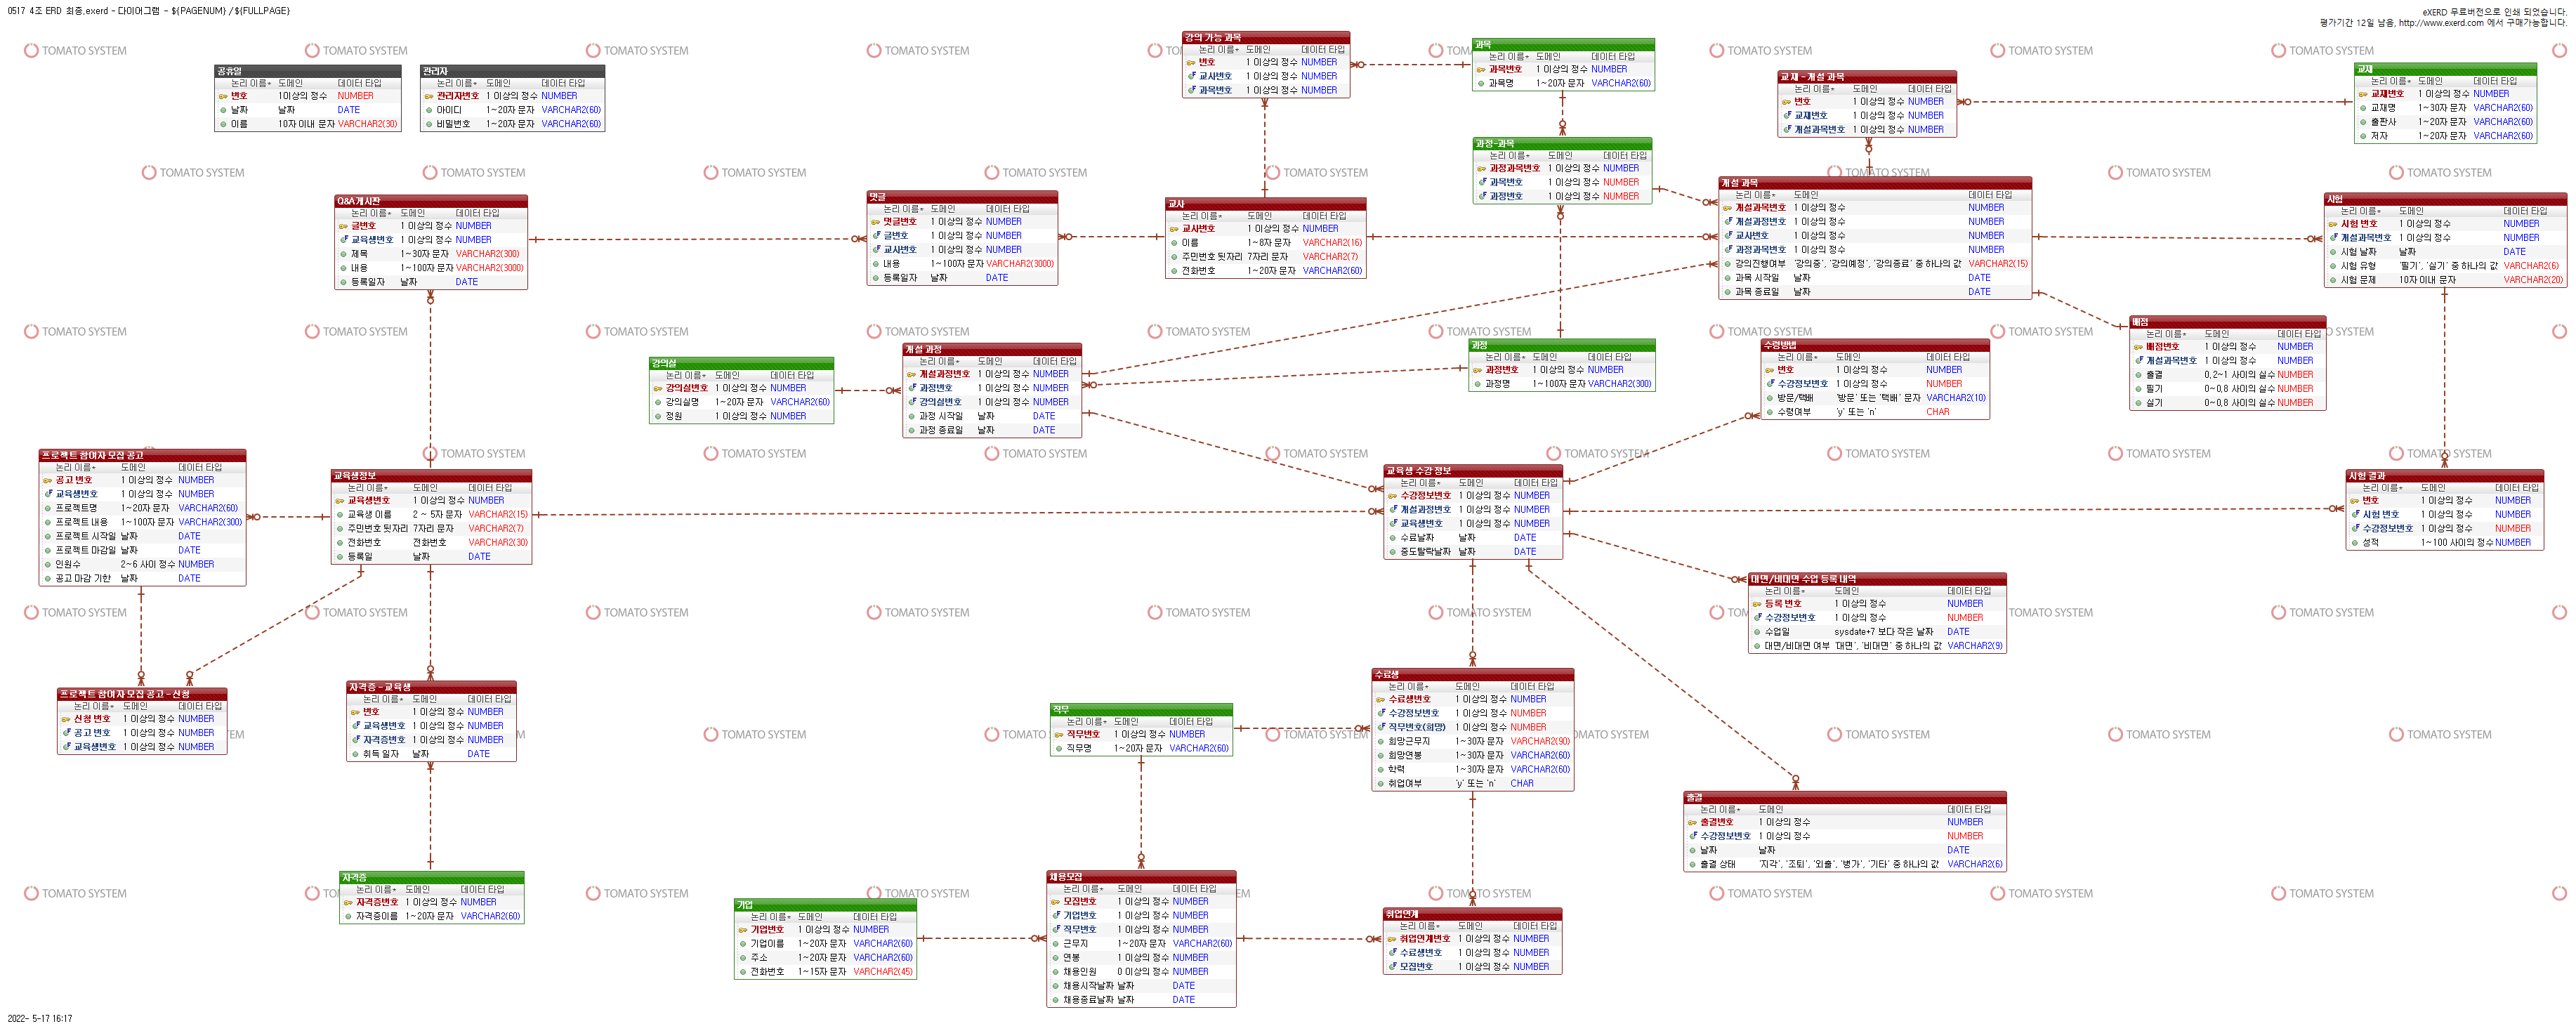 0517 4조 ERD 최종.exerd - 다이어그램 - ${PAGENUM} /${FULLPAGE}
eXERD 무료버전으로 인쇄 되었습니다.
평가기간 12일 남음, http://www.exerd.com 에서 구매가능합니다.
TOMATO SYSTEM
공휴일
논리 이름* 도메인 데이터 타입
번호 1이상의 정수 NUMBER
날짜 날짜 DATE
이름 10자 이내 문자 VARCHAR2(30)
관리자
논리 이름* 도메인 데이터 타입
관리자번호 1 이상의 정수 NUMBER
아이디 1~20자 문자 VARCHAR2(60)
비밀번호 1~20자 문자 VARCHAR2(60)
강의 가능 과목
논리 이름* 도메인 데이터 타입
번호 1 이상의 정수 NUMBER
교사번호 1 이상의 정수 NUMBER
과목번호 1 이상의 정수 NUMBER
과목
논리 이름* 도메인 데이터 타입
과목번호 1 이상의 정수 NUMBER
과목명 1~20자 문자 VARCHAR2(60)
교재 - 개설 과목
논리 이름* 도메인 데이터 타입
번호 1 이상의 정수 NUMBER
교재번호 1 이상의 정수 NUMBER
개설과목번호 1 이상의 정수 NUMBER
교재
논리 이름* 도메인 데이터 타입
교재번호 1 이상의 정수 NUMBER
교재명 1~30자 문자 VARCHAR2(60)
출판사 1~20자 문자 VARCHAR2(60)
저자 1~20자 문자 VARCHAR2(60)
과정-과목
논리 이름* 도메인 데이터 타입
과정과목번호 1 이상의 정수 NUMBER
과목번호 1 이상의 정수 NUMBER
과정번호 1 이상의 정수 NUMBER
Q&A 게시판
논리 이름* 도메인 데이터 타입
글번호 1 이상의 정수 NUMBER
교육생번호 1 이상의 정수 NUMBER
제목 1~30자 문자 VARCHAR2(300)
내용 1~100자 문자 VARCHAR2(3000)
등록일자 날짜 DATE
댓글
논리 이름* 도메인 데이터 타입
댓글번호 1 이상의 정수 NUMBER
글번호 1 이상의 정수 NUMBER
교사번호 1 이상의 정수 NUMBER
내용 1~100자 문자 VARCHAR2(3000)
등록일자 날짜 DATE
교사
논리 이름* 도메인 데이터 타입
교사번호 1 이상의 정수 NUMBER
이름 1~8자 문자 VARCHAR2(16)
주민번호 뒷자리 7자리 문자 VARCHAR2(7)
전화번호 1~20자 문자 VARCHAR2(60)
개설 과목
논리 이름* 도메인 데이터 타입
개설과목번호 1 이상의 정수 NUMBER
개설과정번호 1 이상의 정수 NUMBER
교사번호 1 이상의 정수 NUMBER
과정과목번호 1 이상의 정수 NUMBER
강의진행여부 '강의중', '강의예정', '강의종료' 중 하나의 값 VARCHAR2(15)
과목 시작일 날짜 DATE
과목 종료일 날짜 DATE
시험
논리 이름* 도메인 데이터 타입
시험 번호 1 이상의 정수 NUMBER
개설과목번호 1 이상의 정수 NUMBER
시험 날짜 날짜 DATE
시험 유형 '필기', '실기' 중 하나의 값 VARCHAR2(6)
시험 문제 10자 이내 문자 VARCHAR2(20)
배점
논리 이름* 도메인 데이터 타입
배점번호 1 이상의 정수 NUMBER
개설과목번호 1 이상의 정수 NUMBER
출결 0.2~1 사이의 실수 NUMBER
필기 0~0.8 사이의 실수 NUMBER
실기 0~0.8 사이의 실수 NUMBER
강의실
논리 이름* 도메인 데이터 타입
강의실번호 1 이상의 정수 NUMBER
강의실명 1~20자 문자 VARCHAR2(60)
정원 1 이상의 정수 NUMBER
개설 과정
논리 이름* 도메인 데이터 타입
개설과정번호 1 이상의 정수 NUMBER
과정번호 1 이상의 정수 NUMBER
강의실번호 1 이상의 정수 NUMBER
과정 시작일 날짜 DATE
과정 종료일 날짜 DATE
과정
논리 이름* 도메인 데이터 타입
과정번호 1 이상의 정수 NUMBER
과정명 1~100자 문자 VARCHAR2(300)
수령방법
논리 이름* 도메인 데이터 타입
번호 1 이상의 정수 NUMBER
수강정보번호 1 이상의 정수 NUMBER
방문/택배 '방문' 또는 '택배' 문자 VARCHAR2(10)
수령여부 'y' 또는 'n' CHAR
프로젝트 참여자 모집 공고
논리 이름* 도메인 데이터 타입
공고 번호 1 이상의 정수 NUMBER
교육생번호 1 이상의 정수 NUMBER
프로젝트명 1~20자 문자 VARCHAR2(60)
프로젝트 내용 1~100자 문자 VARCHAR2(300)
프로젝트 시작일 날짜 DATE
프로젝트 마감일 날짜 DATE
인원수 2~6 사이 정수 NUMBER
공고 마감 기한 날짜 DATE
교육생정보
논리 이름* 도메인 데이터 타입
교육생번호 1 이상의 정수 NUMBER
교육생 이름 2 ~ 5자 문자 VARCHAR2(15)
주민번호 뒷자리 7자리 문자 VARCHAR2(7)
전화번호 전화번호 VARCHAR2(30)
등록일 날짜 DATE
교육생 수강 정보
논리 이름* 도메인 데이터 타입
수강정보번호 1 이상의 정수 NUMBER
개설과정번호 1 이상의 정수 NUMBER
교육생번호 1 이상의 정수 NUMBER
수료날짜 날짜 DATE
중도탈락날짜 날짜 DATE
시험 결과
논리 이름* 도메인 데이터 타입
번호 1 이상의 정수 NUMBER
시험 번호 1 이상의 정수 NUMBER
수강정보번호 1 이상의 정수 NUMBER
성적 1~100 사이의 정수 NUMBER
대면/비대면 수업 등록 내역
논리 이름* 도메인 데이터 타입
등록 번호 1 이상의 정수 NUMBER
수강정보번호 1 이상의 정수 NUMBER
수업일 sysdate+7 보다 작은 날짜 DATE
대면/비대면 여부 '대면', '비대면' 중 하나의 값 VARCHAR2(9)
프로젝트 참여자 모집 공고 - 신청
논리 이름* 도메인 데이터 타입
신청 번호 1 이상의 정수 NUMBER
공고 번호 1 이상의 정수 NUMBER
교육생번호 1 이상의 정수 NUMBER
자격증 - 교육생
논리 이름* 도메인 데이터 타입
번호 1 이상의 정수 NUMBER
교육생번호 1 이상의 정수 NUMBER
자격증번호 1 이상의 정수 NUMBER
취득 일자 날짜 DATE
직무
논리 이름* 도메인 데이터 타입
직무번호 1 이상의 정수 NUMBER
직무명 1~20자 문자 VARCHAR2(60)
수료생
논리 이름* 도메인 데이터 타입
수료생번호 1 이상의 정수 NUMBER
수강정보번호 1 이상의 정수 NUMBER
직무번호(희망) 1 이상의 정수 NUMBER
희망근무지 1~30자 문자 VARCHAR2(90)
희망연봉 1~30자 문자 VARCHAR2(60)
학력 1~30자 문자 VARCHAR2(60)
취업여부 'y' 또는 'n' CHAR
출결
논리 이름* 도메인 데이터 타입
출결번호 1 이상의 정수 NUMBER
수강정보번호 1 이상의 정수 NUMBER
날짜 날짜 DATE
출결 상태 '지각', '조퇴', '외출', '병가', '기타' 중 하나의 값 VARCHAR2(6)
자격증
논리 이름* 도메인 데이터 타입
자격증번호 1 이상의 정수 NUMBER
자격증이름 1~20자 문자 VARCHAR2(60)
기업
논리 이름* 도메인 데이터 타입
기업번호 1 이상의 정수 NUMBER
기업이름 1~20자 문자 VARCHAR2(60)
주소 1~20자 문자 VARCHAR2(60)
전화번호 1~15자 문자 VARCHAR2(45)
채용모집
논리 이름* 도메인 데이터 타입
모집번호 1 이상의 정수 NUMBER
기업번호 1 이상의 정수 NUMBER
직무번호 1 이상의 정수 NUMBER
근무지 1~20자 문자 VARCHAR2(60)
연봉 1 이상의 정수 NUMBER
채용인원 0 이상의 정수 NUMBER
채용시작날짜 날짜 DATE
채용종료날짜 날짜 DATE
취업연계
논리 이름* 도메인 데이터 타입
취업연계번호 1 이상의 정수 NUMBER
수료생번호 1 이상의 정수 NUMBER
모집번호 1 이상의 정수 NUMBER
2022- 5-17 16:17